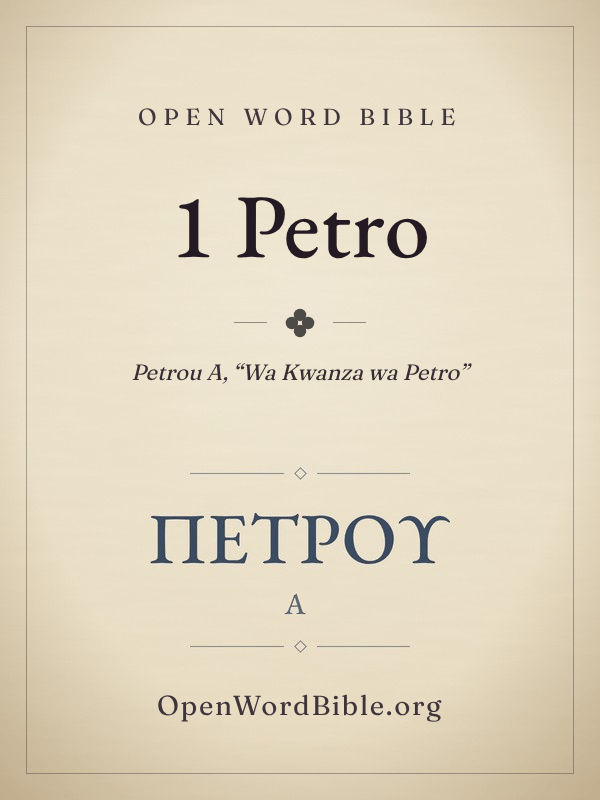 OPEN WORD BIBLE
1 Petro
Petrou A, “Wa Kwanza wa Petro”
ΠΕΤΡΟΥ
Α
OpenWordBible.org